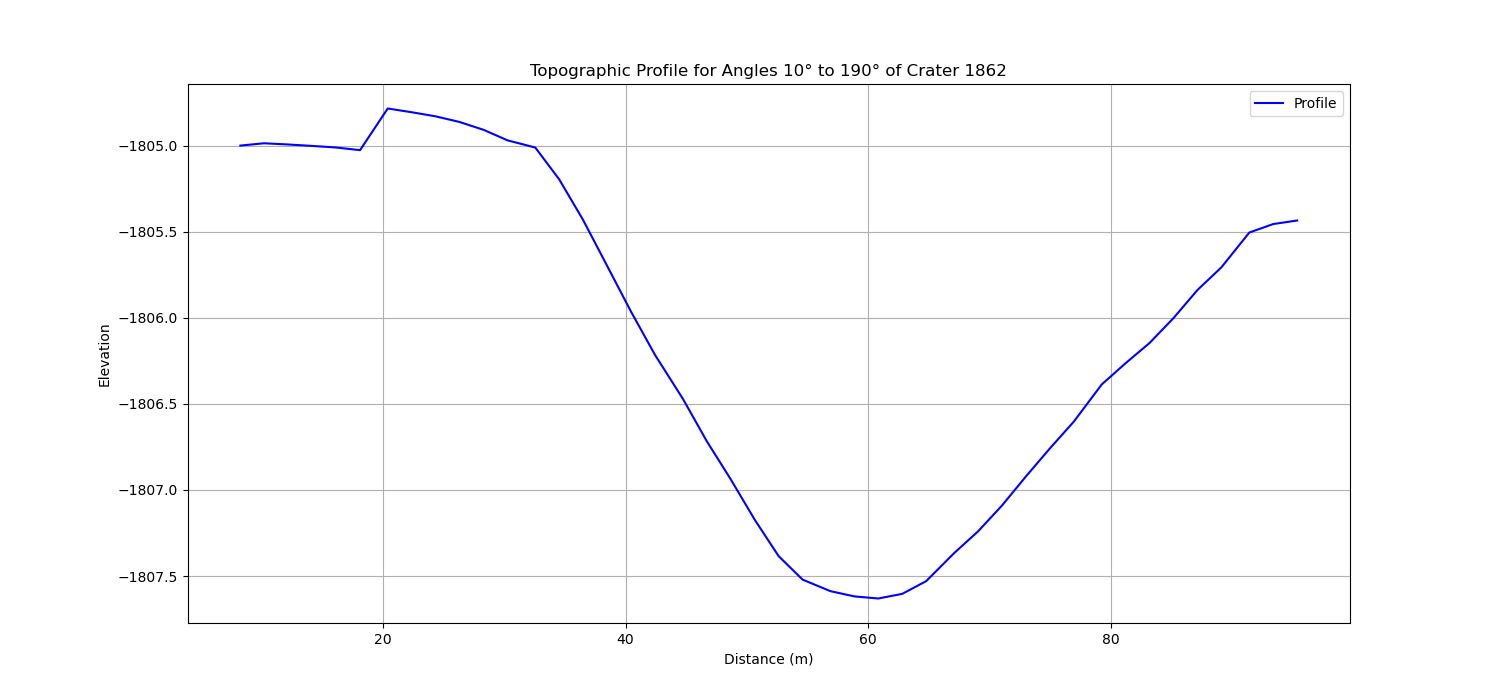 Topographic Profile for Angles 10° to 190° of Crater 1862
Profile
Elevation
−1805.0
−1805.5
−1806.0
−1806.5
−1807.0
−1807.5
20 40 60 80
Distance (m)